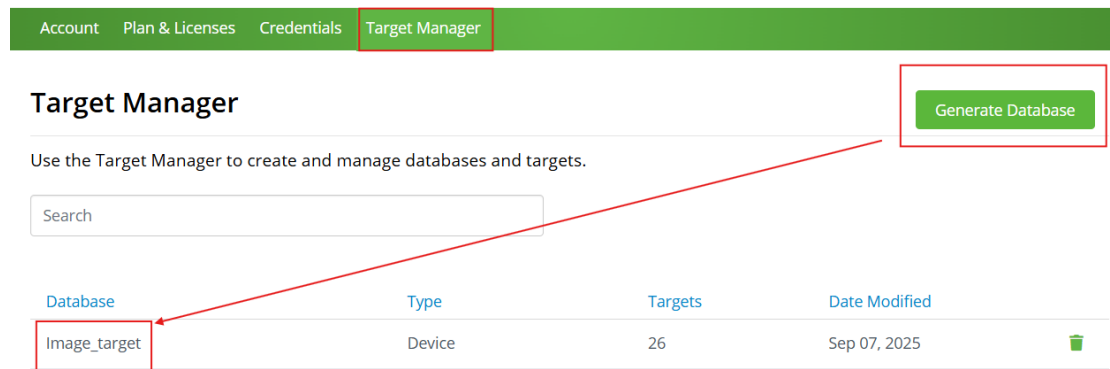 Account Plan & Licenses Credentials Target Manager
Target Manager
Generate Database
Use the Target Manager to create and manage databases and targets.
Search
Database Type Targets Date Modified
Image_target Device 26 Sep 07, 2025